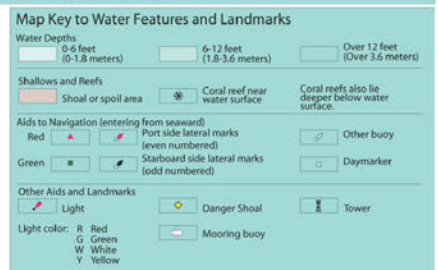 Map Key to Water Features and Landmarks
Water Depths
0-6 feet
(0-1.8 meters)
6-12 feet
(1.8-3.6 meters)
Over 12 feet
(Over 3.6 meters)
Shallows and Reefs
Shoal or spoil area
Coral reef near
water surface
Coral reefs also lie
deeper below water
surface.
Aids to Navigation (entering from seaward)
Red
Port side lateral marks
(even numbered)
Other buoy
Green
Starboard side lateral marks
(odd numbered)
Daymarker
Other Aids and Landmarks
Light
Danger Shoal
Tower
Light color: R Red
G Green
W White
Y Yellow
Mooring buoy